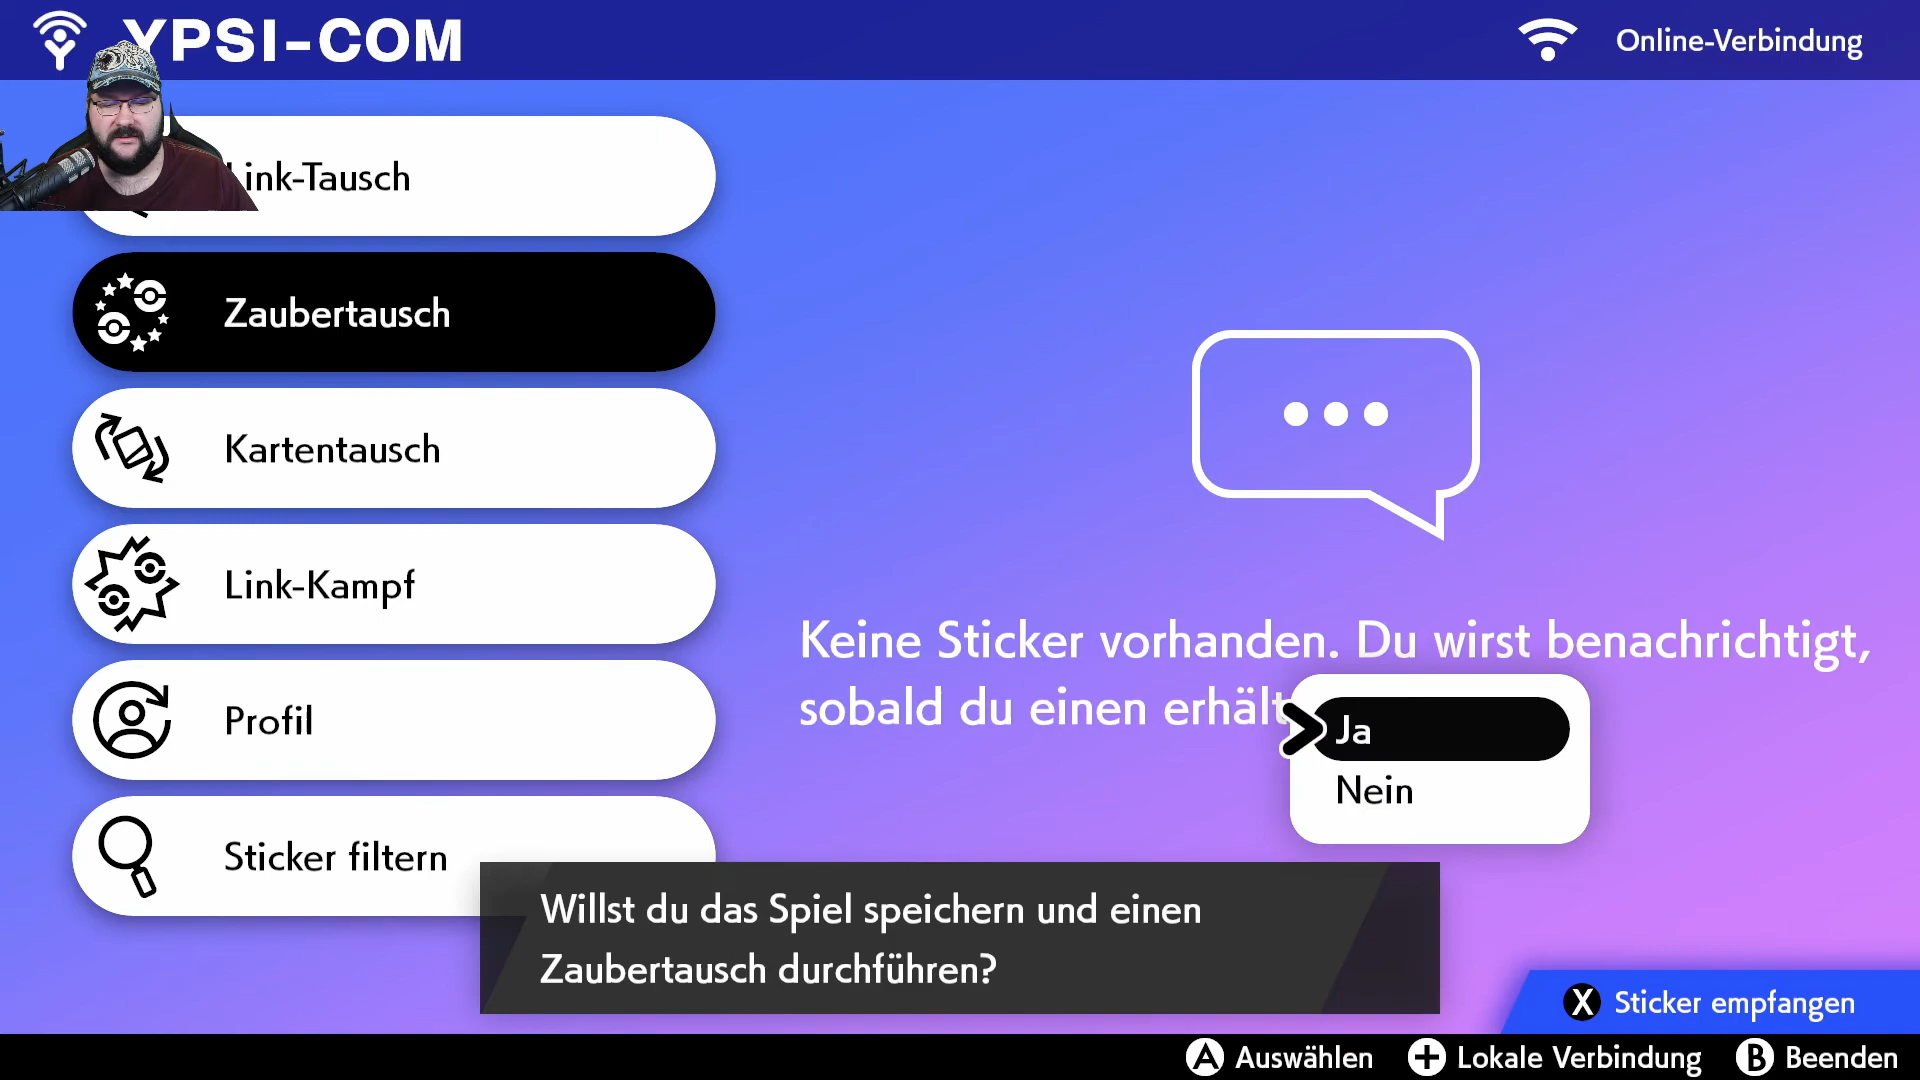 YPSI-COM
Online-Verbindung
Link-Tausch
Zaubertausch
Kartentausch
Link-Kampf
Profil
Sticker filtern
Keine Sticker vorhanden. Du wirst benachrichtigt,
sobald du einen erhält
Ja
Nein
Willst du das Spiel speichern und einen
Zaubertausch durchführen?
X Sticker empfangen
A Auswählen + Lokale Verbindung B Beenden